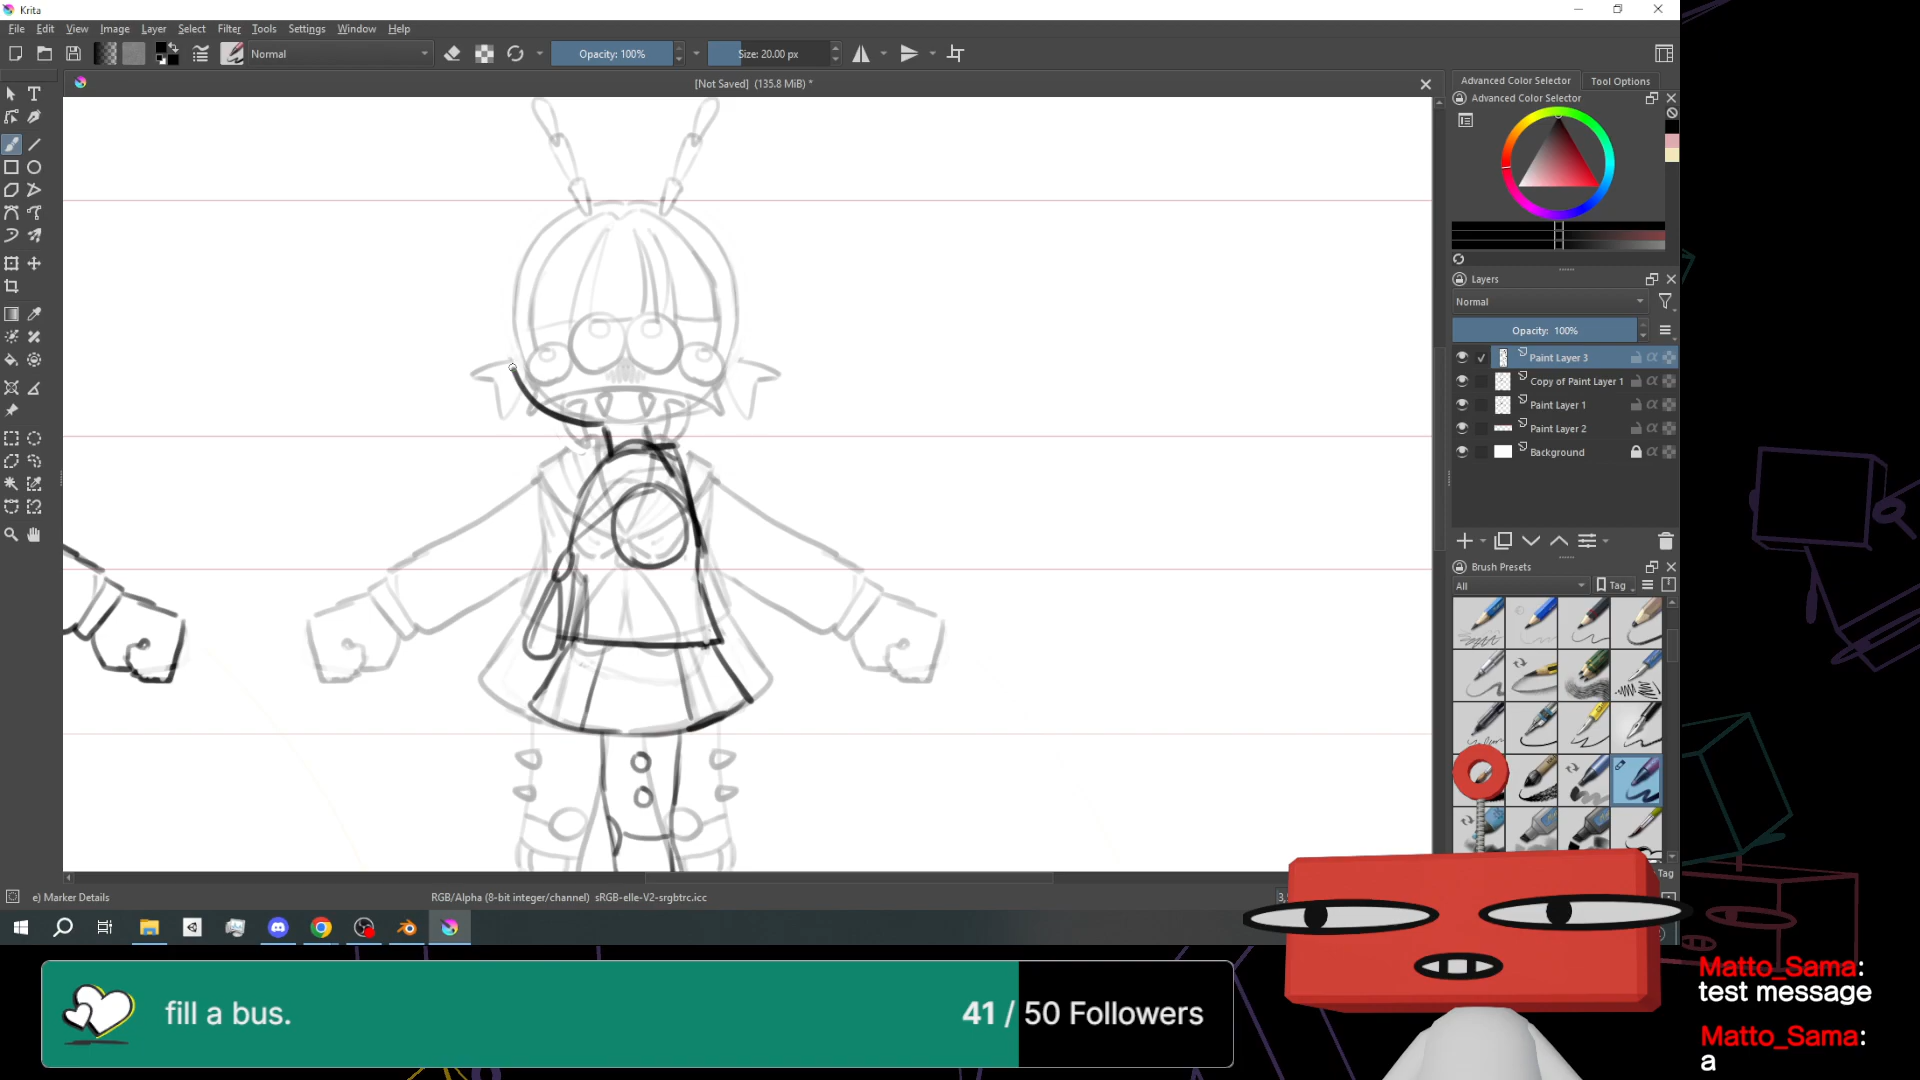 Krita
File Edit View Image Layer Select Filter Tools Settings Window Help
Normal
Opacity: 100%
Size: 20.00 px
[Not Saved] (135.8 MiB) *
Advanced Color Selector
Tool Options
Advanced Color Selector
Layers
Normal
Opacity: 100%
Paint Layer 3
Copy of Paint Layer 1
Paint Layer 1
Paint Layer 2
Background
Brush Presets
All
Tag
Tag
e) Marker Details
RGB/Alpha (8-bit integer/channel) sRGB-elle-V2-srgbtrc.icc
fill a bus.
41 / 50 Followers
Matto_Sama:
test message
Matto_Sama:
a